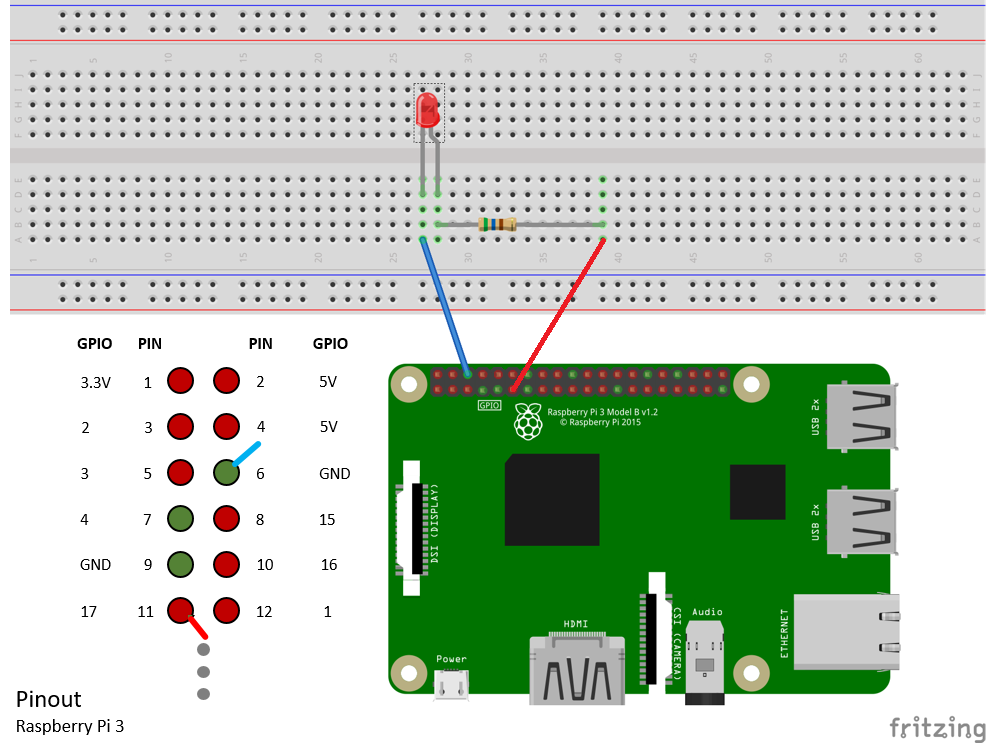 1 5 10 15 20 25 30 35 40 45 50 55 60
J J
I I
H H
G G
F F
E E
D D
C C
B B
A A
1 5 10 15 20 25 30 35 40 45 50 55 60
GPIO PIN PIN GPIO
3.3V 1 2 5V
2 3 4 5V
3 5 6 GND
4 7 8 15
GND 9 10 16
17 11 12 1
Pinout
Raspberry Pi 3
GPIO
Raspberry Pi 3 Model B v1.2
© Raspberry Pi 2015
USB 2x
USB 2x
DSI (DISPLAY)
ETHERNET
CSI (CAMERA)
Audio
HDMI
Power
fritzing